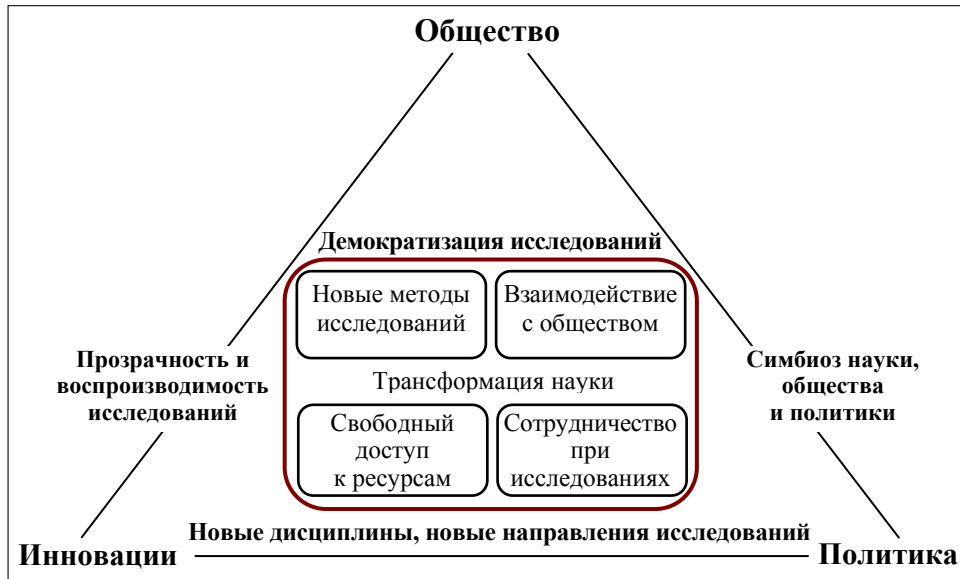 Общество
Демократизация исследований
Новые методы
исследований
Взаимодействие
с обществом
Прозрачность и
воспроизводимость
исследований
Трансформация науки
Симбиоз науки,
общества
и политики
Свободный
доступ
к ресурсам
Сотрудничество
при
исследованиях
Новые дисциплины, новые направления исследований
Инновации
Политика